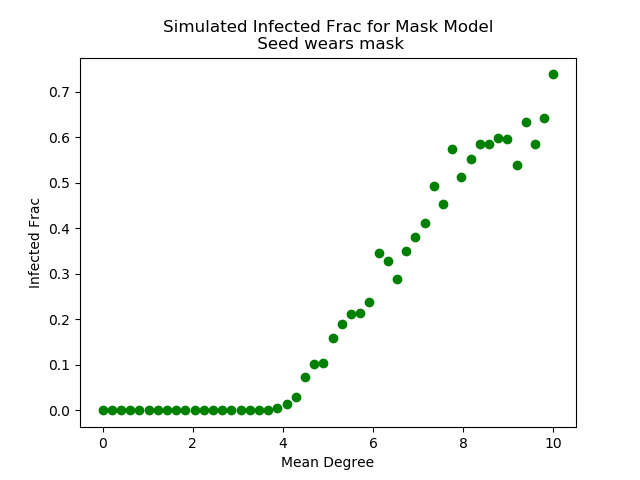 Simulated Infected Frac for Mask Model
Seed wears mask
0.7
0.6
0.5
0.4
0.3
0.2
0.1
0.0
Infected Frac
0 2 4 6 8 10
Mean Degree